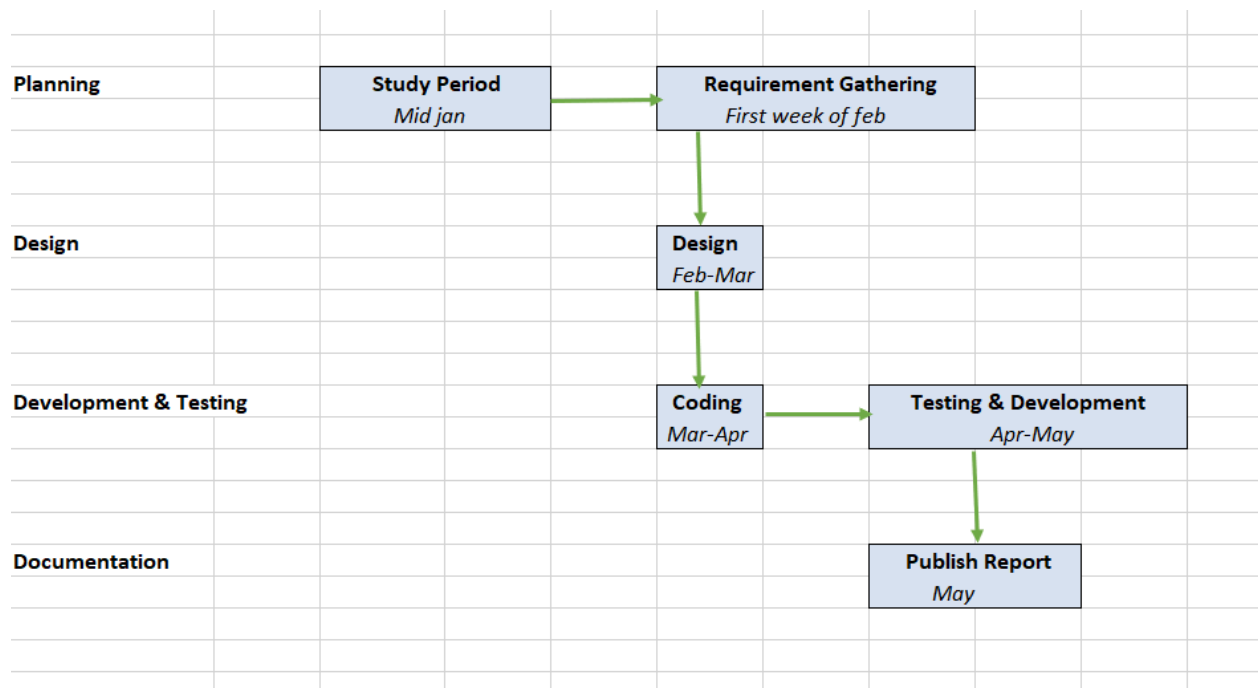 Planning
Study Period
Mid jan
Requirement Gathering
First week of feb
Design
Design
Feb-Mar
Development & Testing
Coding
Mar-Apr
Testing & Development
Apr-May
Documentation
Publish Report
May